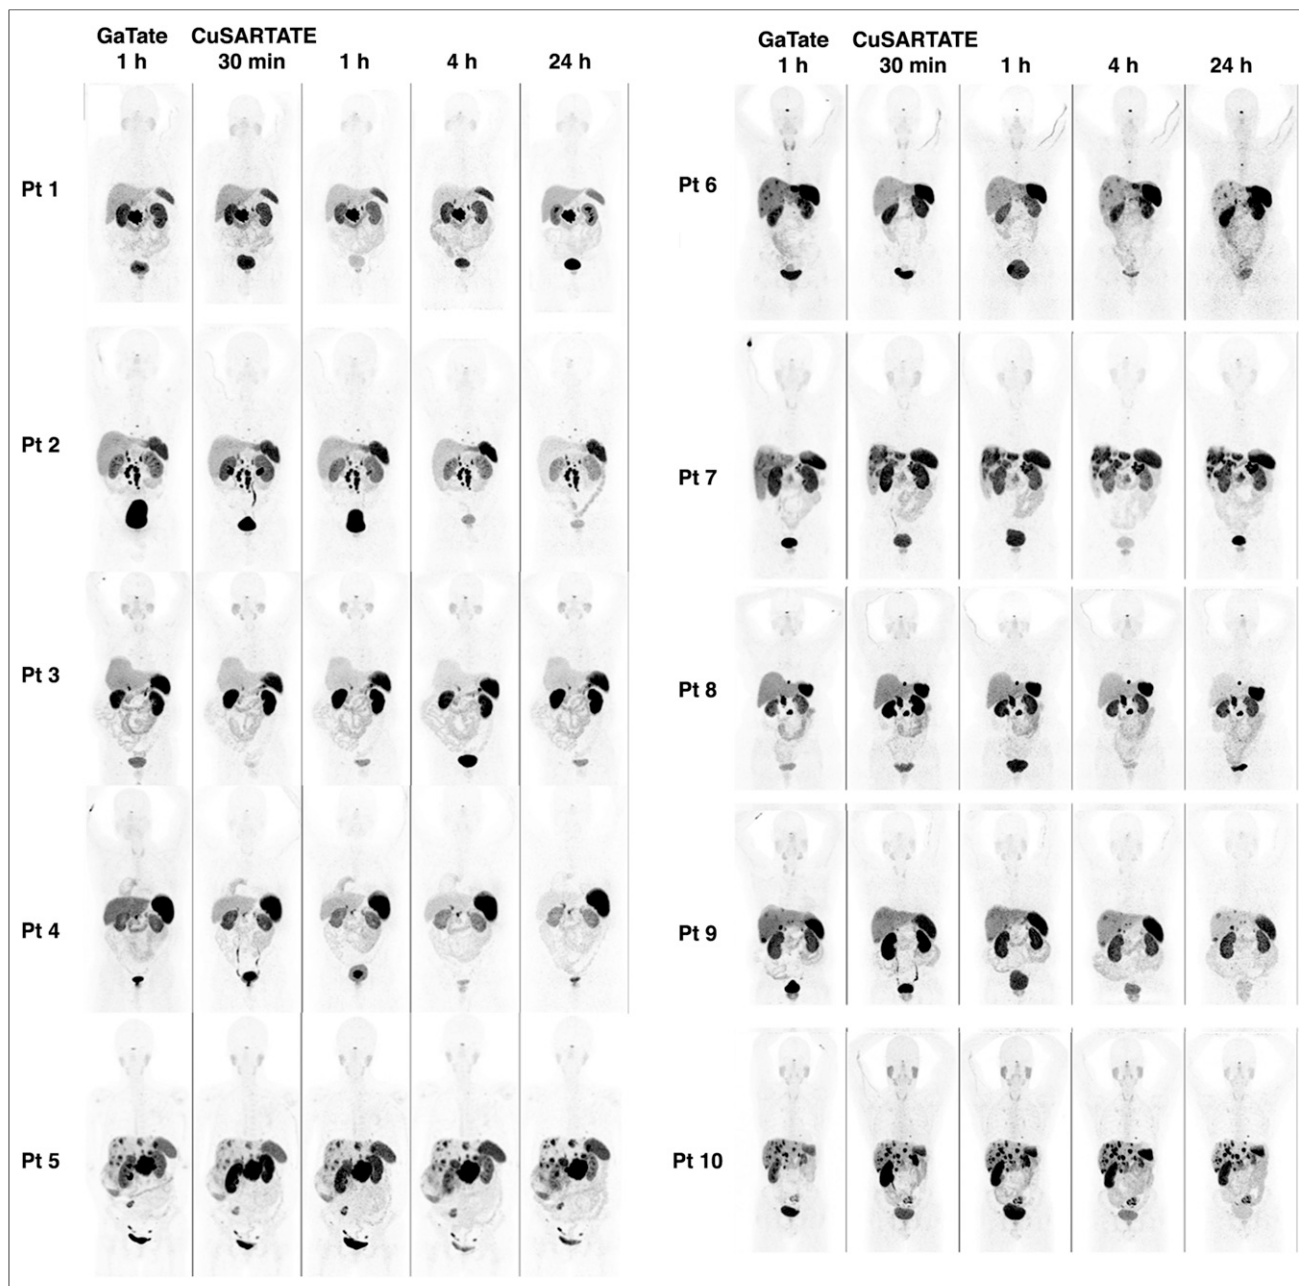 GaTate CuSARTATE
1 h 30 min 1 h 4 h 24 h
Pt 1
Pt 2
Pt 3
Pt 4
Pt 5
GaTate CuSARTATE
1 h 30 min 1 h 4 h 24 h
Pt 6
Pt 7
Pt 8
Pt 9
Pt 10